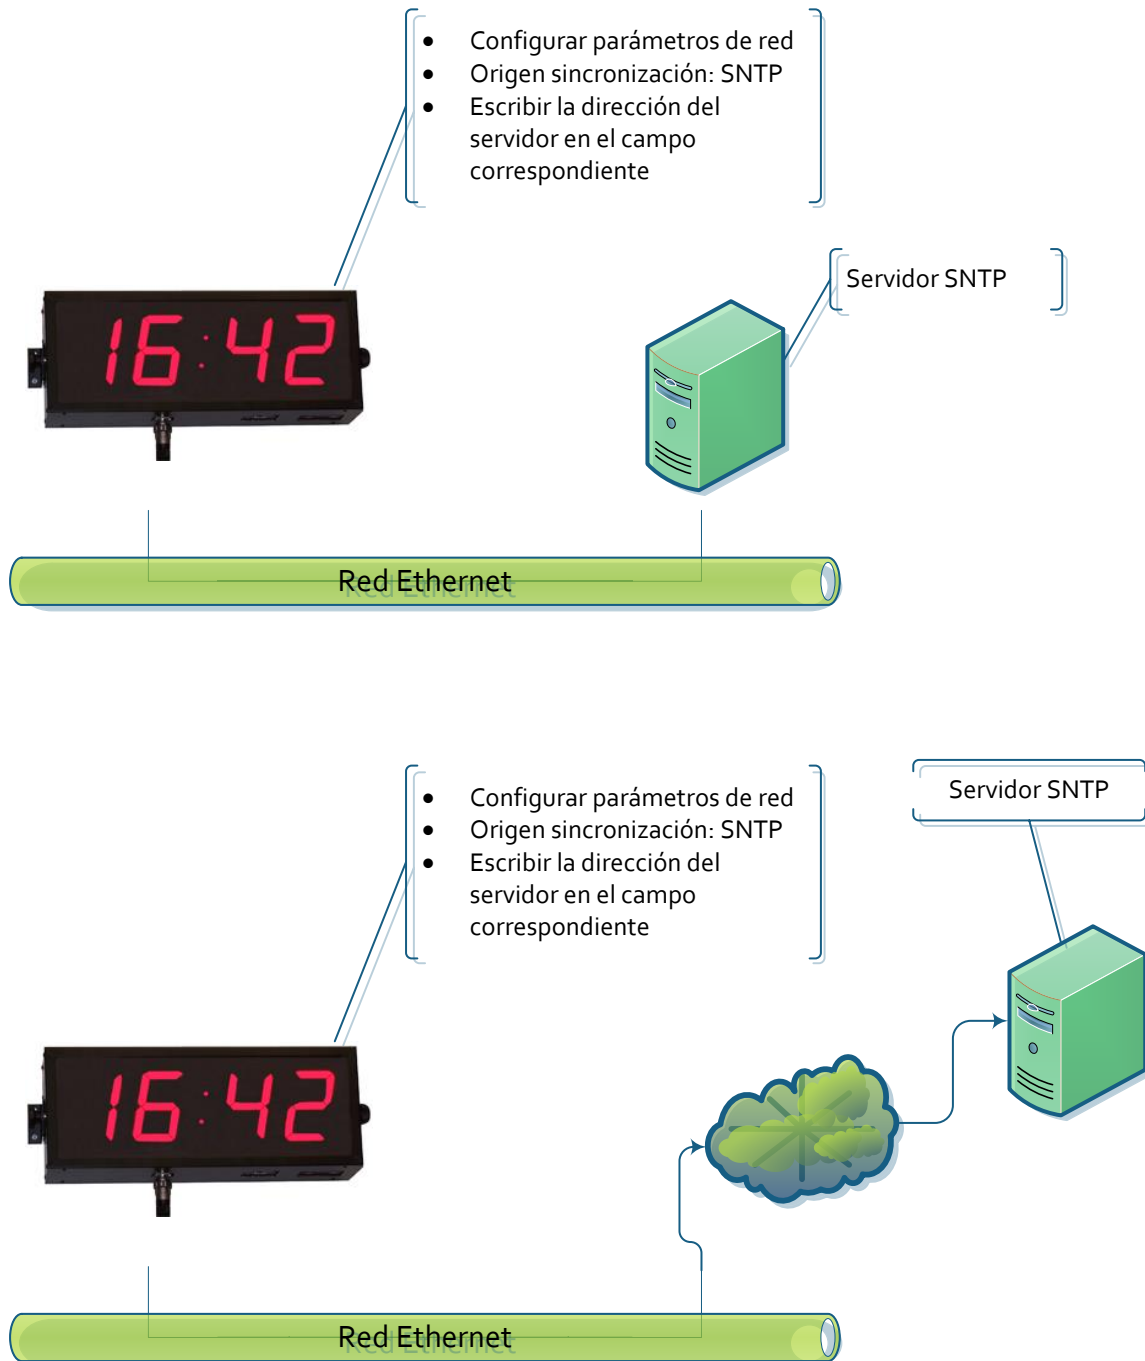 • Configurar parámetros de red
• Origen sincronización: SNTP
• Escribir la dirección del
servidor en el campo
correspondiente
Servidor SNTP
16:42
Red Ethernet
• Configurar parámetros de red
• Origen sincronización: SNTP
• Escribir la dirección del
servidor en el campo
correspondiente
Servidor SNTP
16:42
Red Ethernet